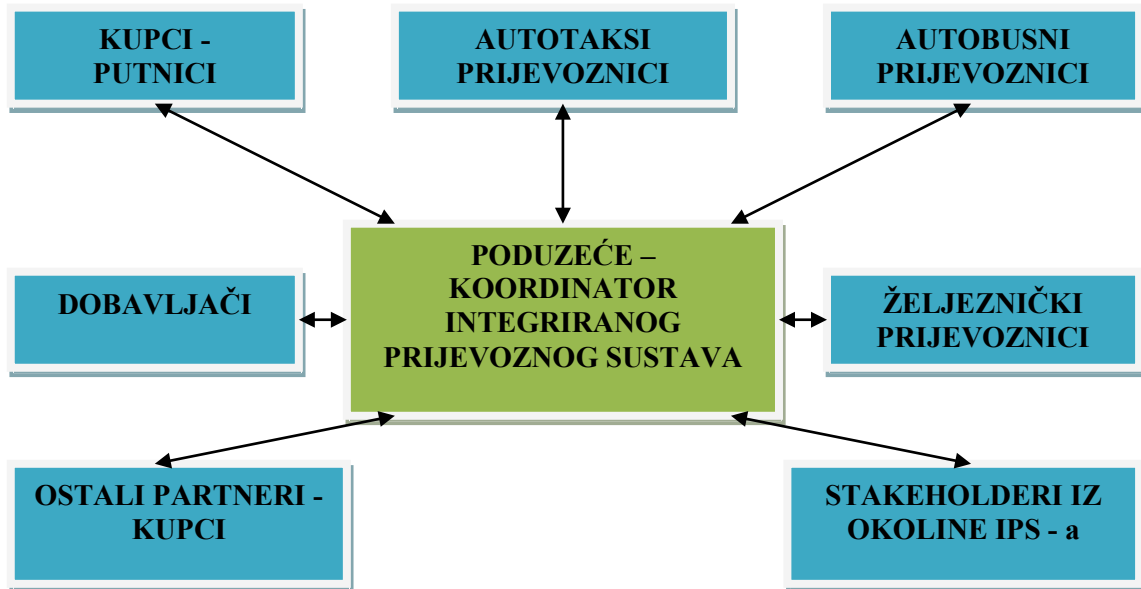 KUPCI -
PUTNICI
AUTOTAKSI
PRIJEVOZNICI
AUTOBUSNI
PRIJEVOZNICI
DOBAVLJAČI
PODUZEĆE –
KOORDINATOR
INTEGRIRANOG
PRIJEVOZNOG SUSTAVA
ŽELJEZNIČKI
PRIJEVOZNICI
OSTALI PARTNERI -
KUPCI
STAKEHOLDERI IZ
OKOLINE IPS - a